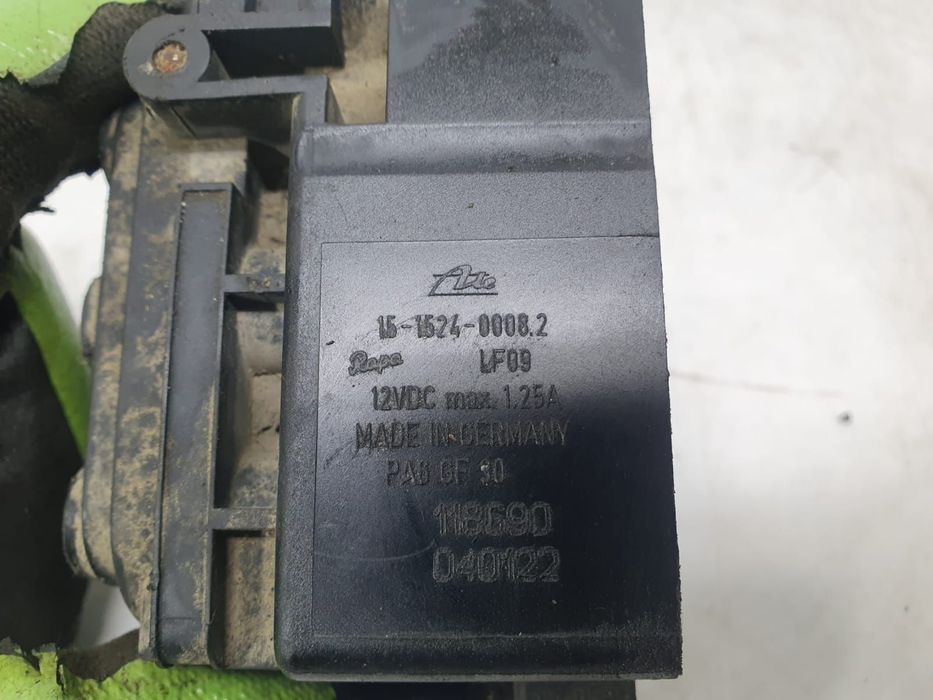 Ate
15-1524-0008.2
Rapa LF09
12VDC max. 1.25A
MADE IN GERMANY
PA6 GF 30
118690
040122